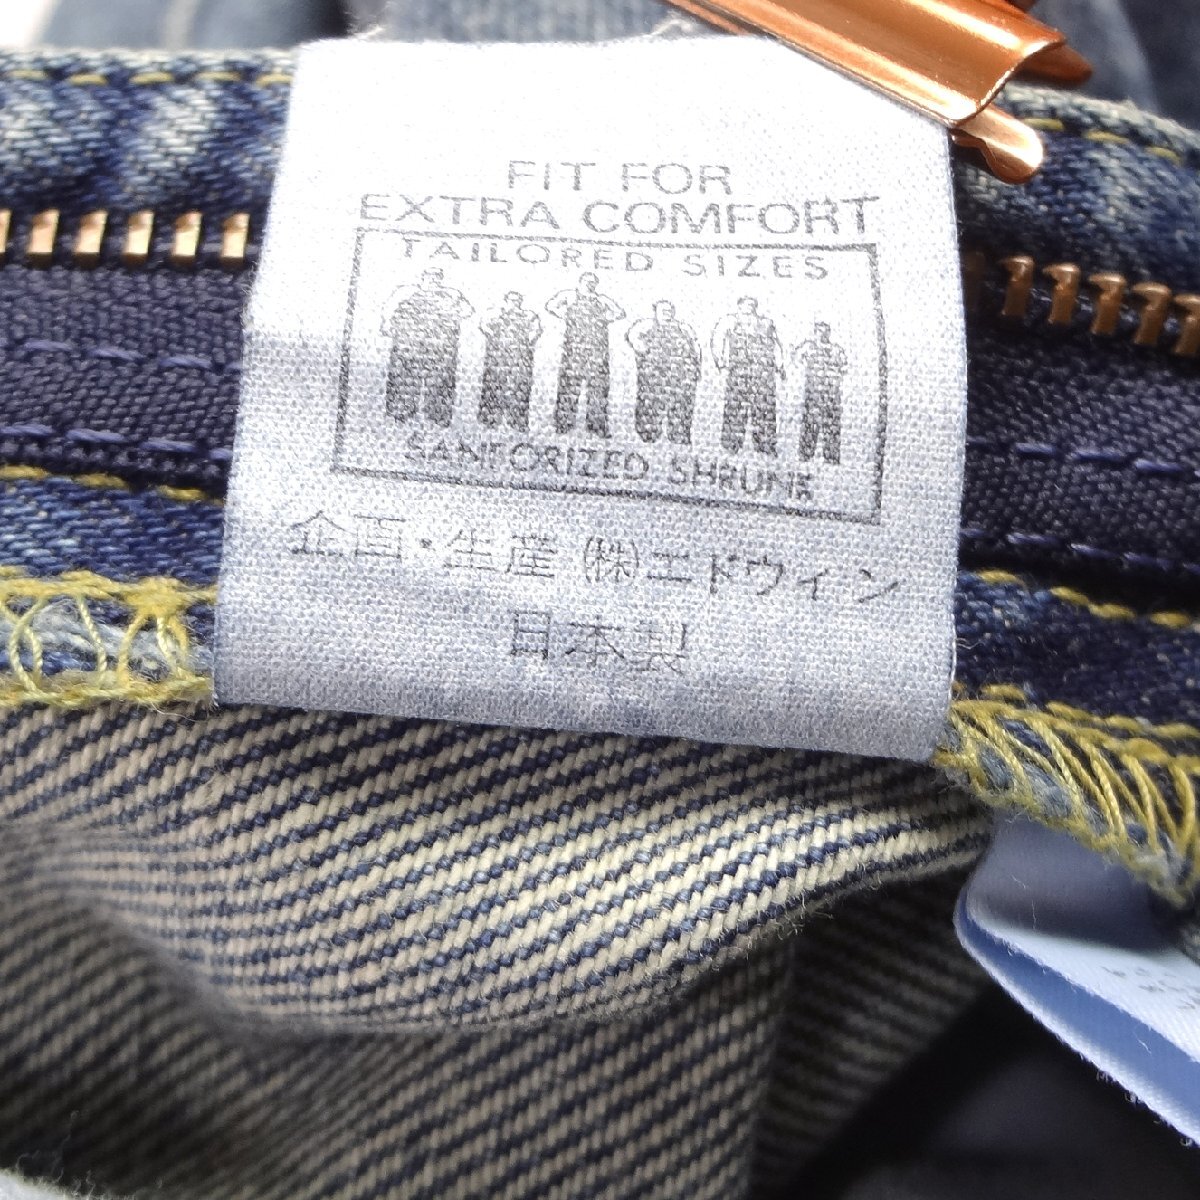 FIT FOR
EXTRA COMFORT
TAILORED SIZES
SANFORIZED SHRUNK
企画・生産 ㈱エドウィン
日本製